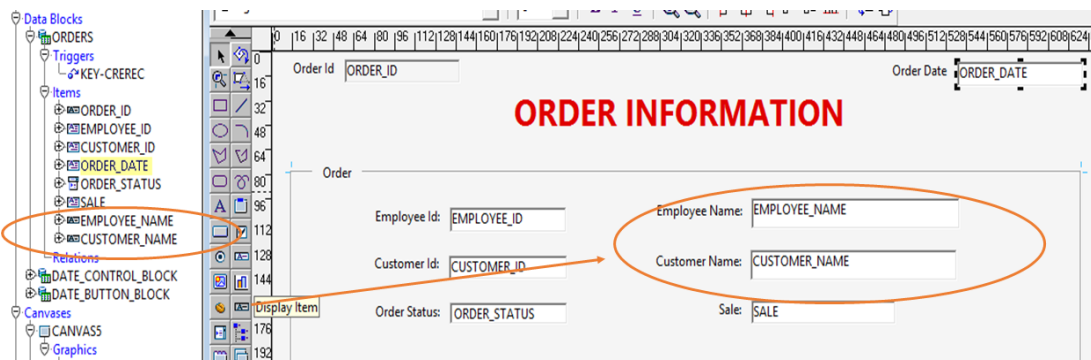 Data Blocks
ORDERS
Triggers
KEY-CREREC
Items
ORDER_ID
EMPLOYEE_ID
CUSTOMER_ID
ORDER_DATE
ORDER_STATUS
SALE
EMPLOYEE_NAME
CUSTOMER_NAME
Relations
DATE_CONTROL_BLOCK
DATE_BUTTON_BLOCK
Canvases
CANVAS5
Graphics
0 16 32 48 64 80 96 112 128 144 160 176 192 208 224 240 256 272 288 304 320 336 352 368 384 400 416 432 448 464 480 496 512 528 544 560 576 592 608 624
0
16
32
48
64
80
96
112
128
144
Display Item
176
192
Order Id ORDER_ID Order Date ORDER_DATE
ORDER INFORMATION
Order
Employee Id: EMPLOYEE_ID Employee Name: EMPLOYEE_NAME
Customer Id: CUSTOMER_ID Customer Name: CUSTOMER_NAME
Order Status: ORDER_STATUS Sale: SALE